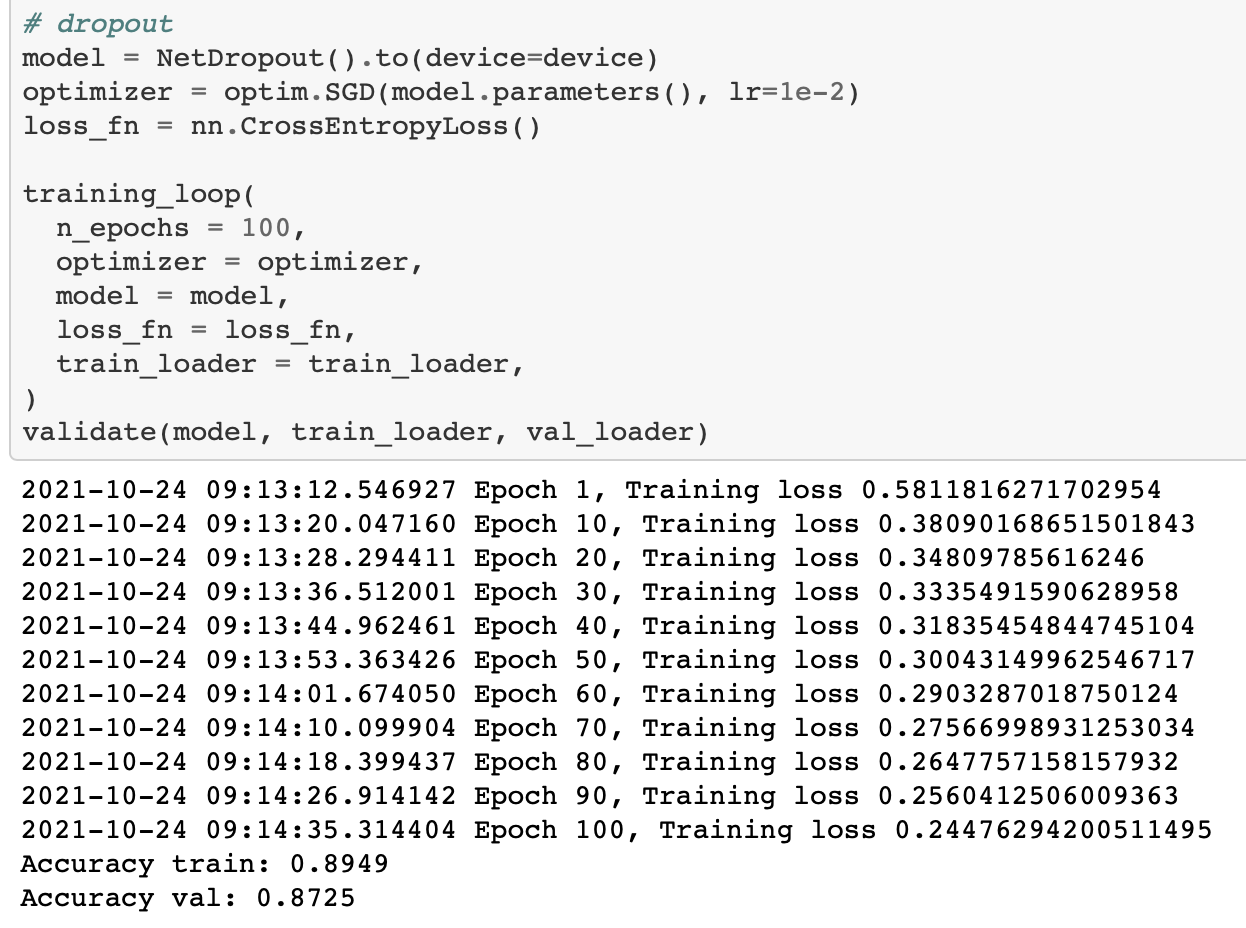 # dropout
model = NetDropout().to(device=device)
optimizer = optim.SGD(model.parameters(), lr=1e-2)
loss_fn = nn.CrossEntropyLoss()

training_loop(
  n_epochs = 100,
  optimizer = optimizer,
  model = model,
  loss_fn = loss_fn,
  train_loader = train_loader,
)
validate(model, train_loader, val_loader)
2021-10-24 09:13:12.546927 Epoch 1, Training loss 0.5811816271702954
2021-10-24 09:13:20.047160 Epoch 10, Training loss 0.38090168651501843
2021-10-24 09:13:28.294411 Epoch 20, Training loss 0.34809785616246
2021-10-24 09:13:36.512001 Epoch 30, Training loss 0.3335491590628958
2021-10-24 09:13:44.962461 Epoch 40, Training loss 0.31835454844745104
2021-10-24 09:13:53.363426 Epoch 50, Training loss 0.30043149962546717
2021-10-24 09:14:01.674050 Epoch 60, Training loss 0.2903287018750124
2021-10-24 09:14:10.099904 Epoch 70, Training loss 0.27566998931253034
2021-10-24 09:14:18.399437 Epoch 80, Training loss 0.2647757158157932
2021-10-24 09:14:26.914142 Epoch 90, Training loss 0.2560412506009363
2021-10-24 09:14:35.314404 Epoch 100, Training loss 0.24476294200511495
Accuracy train: 0.8949
Accuracy val: 0.8725